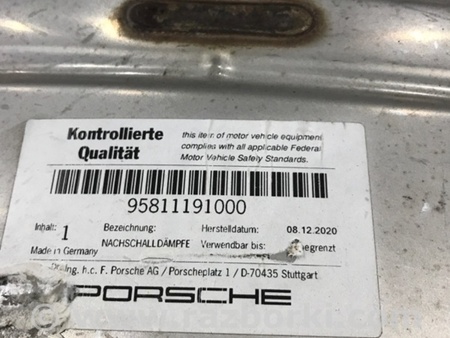 Kontrollierte
Qualität
this item of motor vehicle equipment
complied with all applicable Federal
Motor Vehicle Safety Standards.
95811191000
Inhalt: 1 Bezeichnung: Herstelldatum: 08.12.2020
Made in Germany NACHSCHALLDÄMPFE Verwendbar bis: egrenzt
Ing. h.c. F. Porsche AG / Porscheplatz 1 / D-70435 Stuttgart
PORSCHE